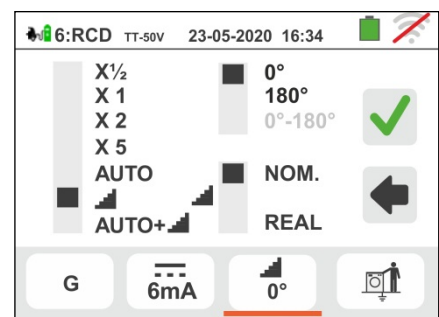 6:RCD TT-50V 23-05-2020 16:34
X½ 0°
X 1 180°
X 2 0°-180°
X 5
AUTO NOM.
AUTO+ REAL
G 6mA 0°